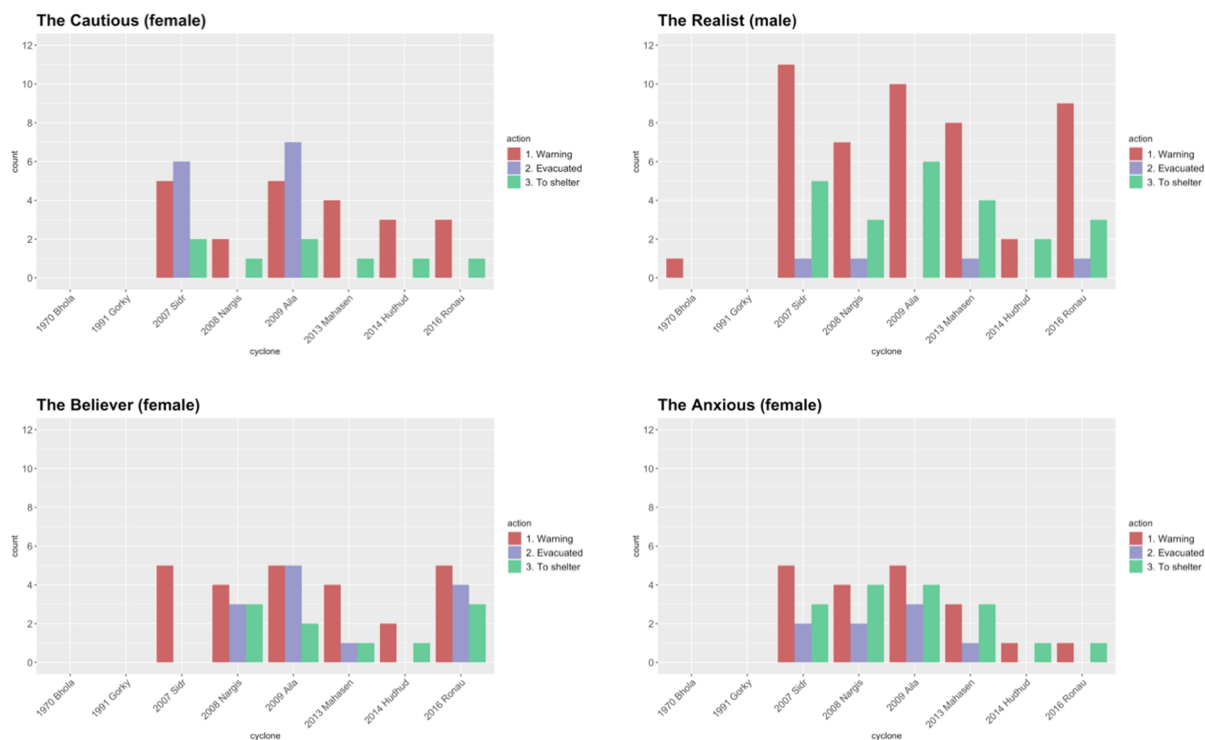 The Cautious (female)
12
10
8
6
4
2
0
count
1970 Bhola
1991 Gorky
2007 Sidr
2008 Nargis
2009 Aila
2013 Mahasen
2014 Hudhud
2016 Ronau
cyclone
action
1. Warning
2. Evacuated
3. To shelter
The Realist (male)
12
10
8
6
4
2
0
count
1970 Bhola
1991 Gorky
2007 Sidr
2008 Nargis
2009 Aila
2013 Mahasen
2014 Hudhud
2016 Ronau
cyclone
action
1. Warning
2. Evacuated
3. To shelter
The Believer (female)
12
10
8
6
4
2
0
count
1970 Bhola
1991 Gorky
2007 Sidr
2008 Nargis
2009 Aila
2013 Mahasen
2014 Hudhud
2016 Ronau
cyclone
action
1. Warning
2. Evacuated
3. To shelter
The Anxious (female)
12
10
8
6
4
2
0
count
1970 Bhola
1991 Gorky
2007 Sidr
2008 Nargis
2009 Aila
2013 Mahasen
2014 Hudhud
2016 Ronau
cyclone
action
1. Warning
2. Evacuated
3. To shelter